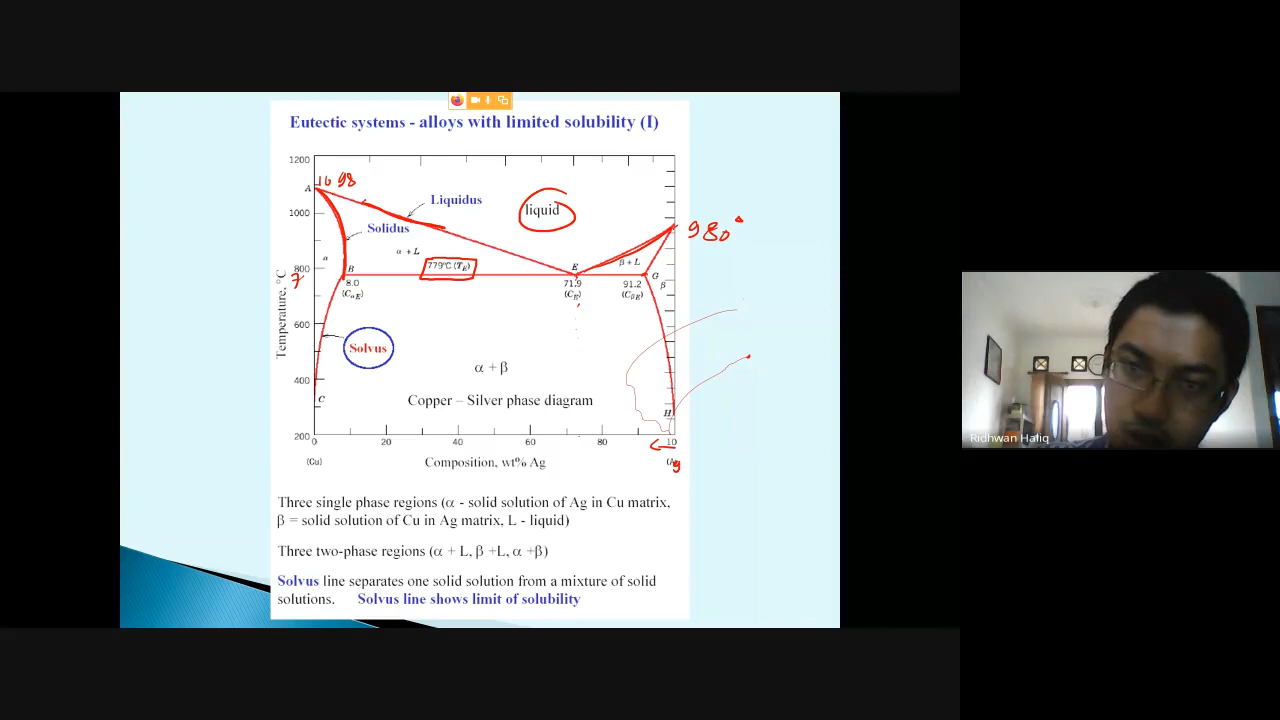 Eutectic systems - alloys with limited solubility (I)
1200
A
1098
Liquidus
liquid
980°
1000
Solidus
α + L
α
β + L
779°C (TE)
E
B
G
800
7
8.0
(CαE)
71.9
(CE)
91.2
(CβE)
β
Temperature, °C
600
Solvus
α + β
400
C
Copper – Silver phase diagram
H
200
0
20
40
60
80
10
(Cu)
Composition, wt% Ag
Three single phase regions (α - solid solution of Ag in Cu matrix,
β = solid solution of Cu in Ag matrix, L - liquid)
Three two-phase regions (α + L, β +L, α +β)
Solvus line separates one solid solution from a mixture of solid
solutions. Solvus line shows limit of solubility
Ridhwan Hafiq